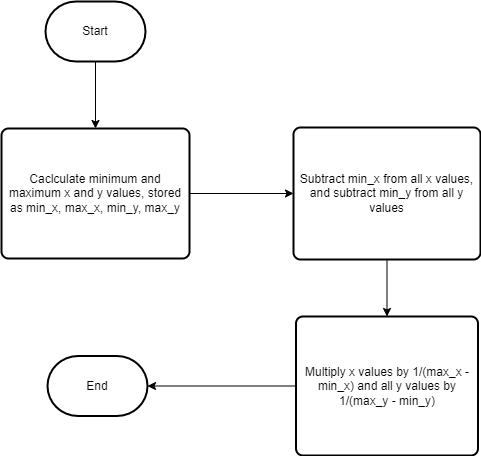 Start
Caclculate minimum and
maximum x and y values, stored
as min_x, max_x, min_y, max_y
Subtract min_x from all x values,
and subtract min_y from all y
values
Multiply x values by 1/(max_x -
min_x) and all y values by
1/(max_y - min_y)
End